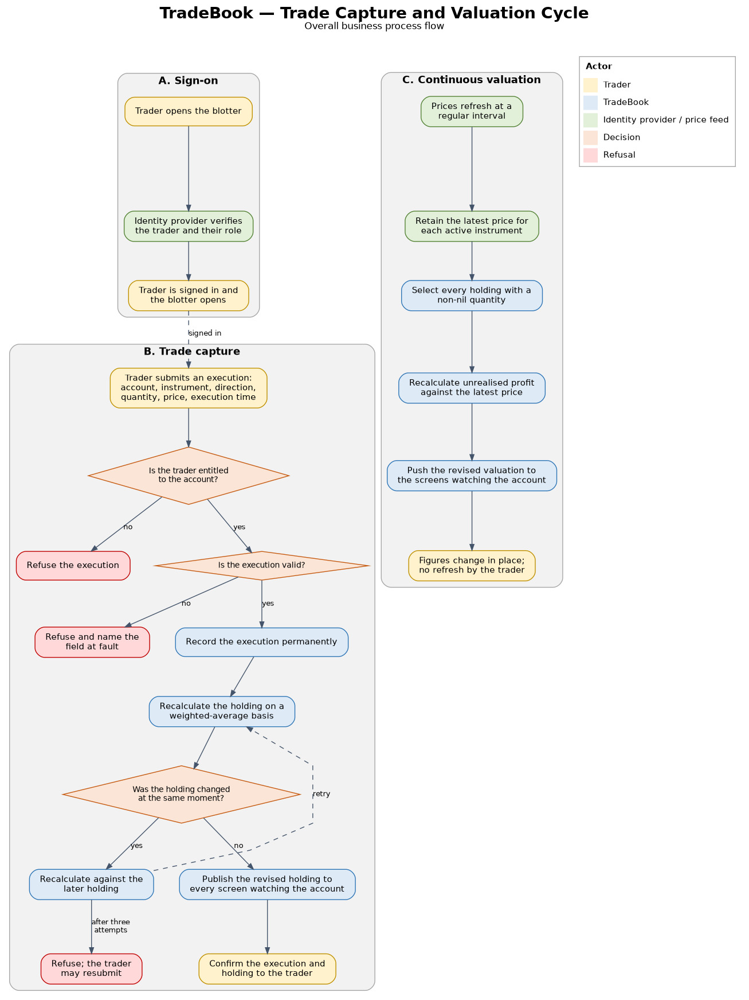 TradeBook — Trade Capture and Valuation Cycle
Overall business process flow
A. Sign-on
Trader opens the blotter
Identity provider verifies
the trader and their role
Trader is signed in and
the blotter opens
signed in
B. Trade capture
Trader submits an execution:
account, instrument, direction,
quantity, price, execution time
Is the trader entitled
to the account?
no
yes
Refuse the execution
Is the execution valid?
no
yes
Refuse and name the
field at fault
Record the execution permanently
Recalculate the holding on a
weighted-average basis
Was the holding changed
at the same moment?
retry
yes
no
Recalculate against the
later holding
Publish the revised holding to
every screen watching the account
after three
attempts
Refuse; the trader
may resubmit
Confirm the execution and
holding to the trader
C. Continuous valuation
Prices refresh at a
regular interval
Retain the latest price for
each active instrument
Select every holding with a
non-nil quantity
Recalculate unrealised profit
against the latest price
Push the revised valuation to
the screens watching the account
Figures change in place;
no refresh by the trader
Actor
Trader
TradeBook
Identity provider / price feed
Decision
Refusal